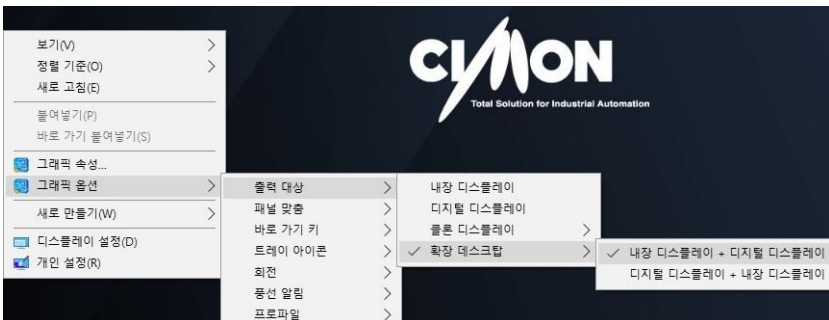 CIMON
Total Solution for Industrial Automation
보기(V)
정렬 기준(O)
새로 고침(E)
붙여넣기(P)
바로 가기 붙여넣기(S)
그래픽 속성...
그래픽 옵션
새로 만들기(W)
디스플레이 설정(D)
개인 설정(R)
출력 대상
패널 맞춤
바로 가기 키
트레이 아이콘
회전
풍선 알림
프로파일
내장 디스플레이
디지털 디스플레이
클론 디스플레이
확장 데스크탑
내장 디스플레이 + 디지털 디스플레이
디지털 디스플레이 + 내장 디스플레이